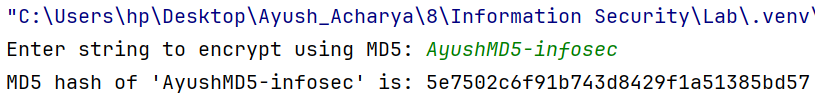 "C:\Users\hp\Desktop\Ayush_Acharya\8\Information Security\Lab\.venv\
Enter string to encrypt using MD5: AyushMD5-infosec
MD5 hash of 'AyushMD5-infosec' is: 5e7502c6f91b743d8429f1a51385bd57